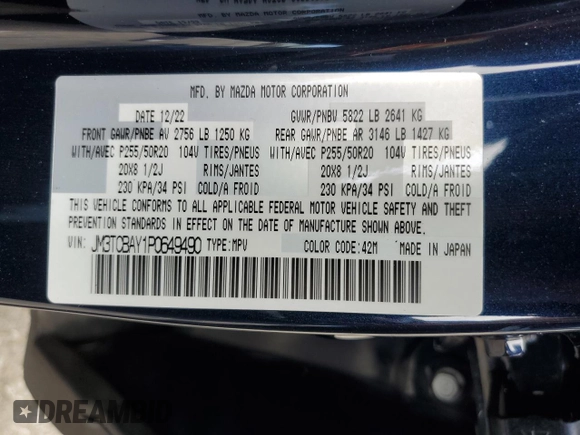 MFD. BY MAZDA MOTOR CORPORATION
DATE 12/22 GVWR/PNBV 5822 LB 2641 KG
FRONT GAWR/PNBE AV 2756 LB 1250 KG REAR GAWR/PNBE AR 3146 LB 1427 KG
WITH/AVEC P255/50R20 104V TIRES/PNEUS WITH/AVEC P255/50R20 104V TIRES/PNEUS
20X8 1/2J RIMS/JANTES 20X8 1/2J RIMS/JANTES
230 KPA/34 PSI COLD/A FROID 230 KPA/34 PSI COLD/A FROID
THIS VEHICLE CONFORMS TO ALL APPLICABLE FEDERAL MOTOR VEHICLE SAFETY AND THEFT
PREVENTION STANDARDS IN EFFECT ON THE DATE OF MANUFACTURE SHOWN ABOVE.
VIN: JM3TCBAY1P0649490 TYPE:MPV COLOR CODE:42M MADE IN JAPAN
DREAMBID